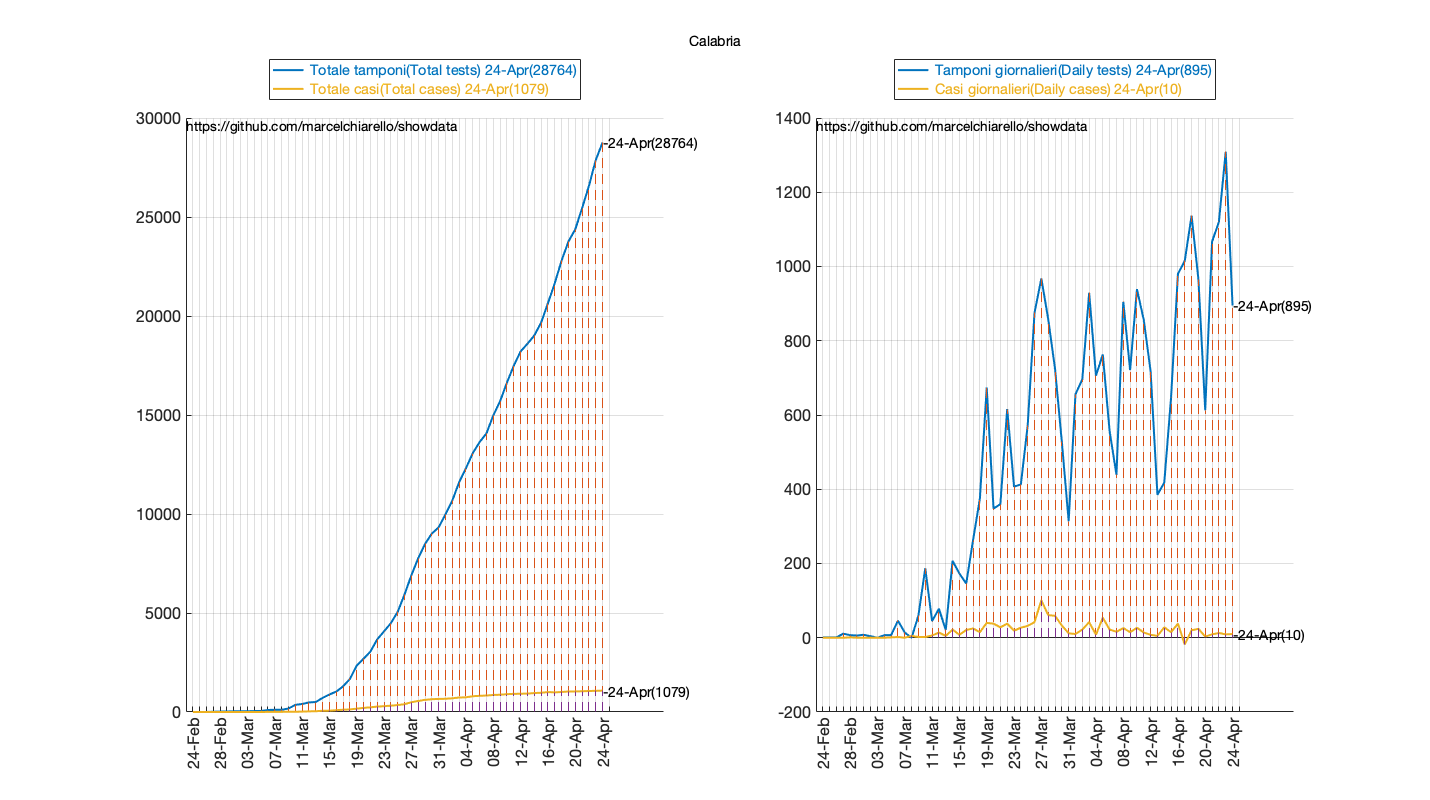 Calabria
Totale tamponi(Total tests) 24-Apr(28764)
Totale casi(Total cases) 24-Apr(1079)
30000
25000
20000
15000
10000
5000
0
https://github.com/marcelchiarello/showdata
-24-Apr(28764)
-24-Apr(1079)
24-Feb
28-Feb
03-Mar
07-Mar
11-Mar
15-Mar
19-Mar
23-Mar
27-Mar
31-Mar
04-Apr
08-Apr
12-Apr
16-Apr
20-Apr
24-Apr
Tamponi giornalieri(Daily tests) 24-Apr(895)
Casi giornalieri(Daily cases) 24-Apr(10)
1400
1200
1000
800
600
400
200
0
-200
https://github.com/marcelchiarello/showdata
-24-Apr(895)
-24-Apr(10)
24-Feb
28-Feb
03-Mar
07-Mar
11-Mar
15-Mar
19-Mar
23-Mar
27-Mar
31-Mar
04-Apr
08-Apr
12-Apr
16-Apr
20-Apr
24-Apr